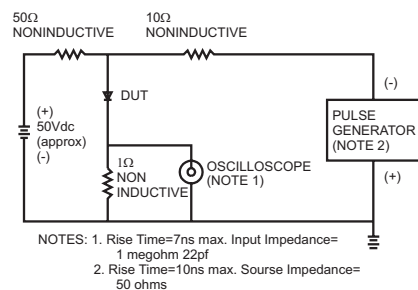 50Ω
NONINDUCTIVE
10Ω
NONINDUCTIVE
DUT
(+)
50Vdc
(approx)
(-)
1Ω
NON
INDUCTIVE
OSCILLOSCOPE
(NOTE 1)
(-)
PULSE
GENERATOR
(NOTE 2)
(+)
NOTES: 1. Rise Time=7ns max. Input Impedance=
1 megohm 22pf
2. Rise Time=10ns max. Sourse Impedance=
50 ohms